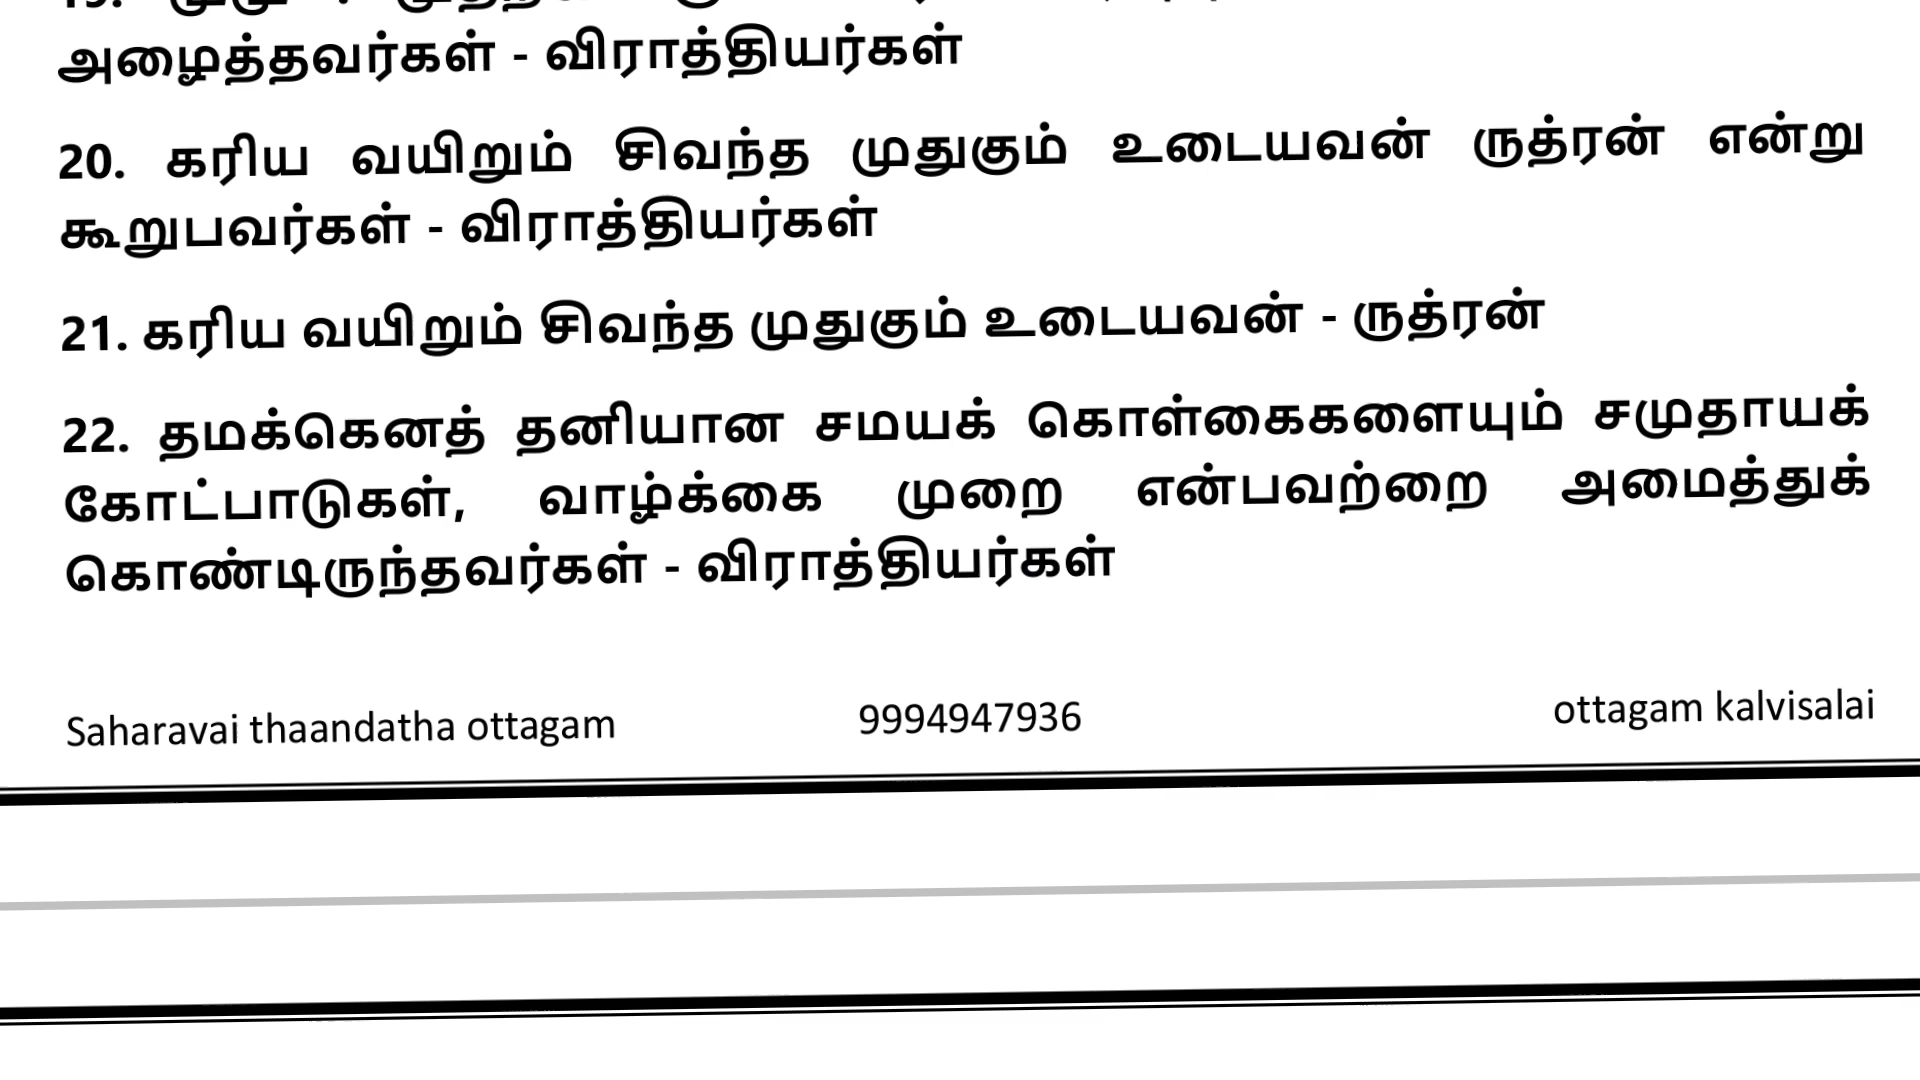 19.
அழைத்தவர்கள் - விராத்தியர்கள்
20. கரிய வயிறும் சிவந்த முதுகும் உடையவன் ருத்ரன் என்று
கூறுபவர்கள் - விராத்தியர்கள்
21. கரிய வயிறும் சிவந்த முதுகும் உடையவன் - ருத்ரன்
22. தமக்கெனத் தனியான சமயக் கொள்கைகளையும் சமுதாயக்
கோட்பாடுகள், வாழ்க்கை முறை என்பவற்றை அமைத்துக்
கொண்டிருந்தவர்கள் - விராத்தியர்கள்
Saharavai thaandatha ottagam 9994947936 ottagam kalvisalai